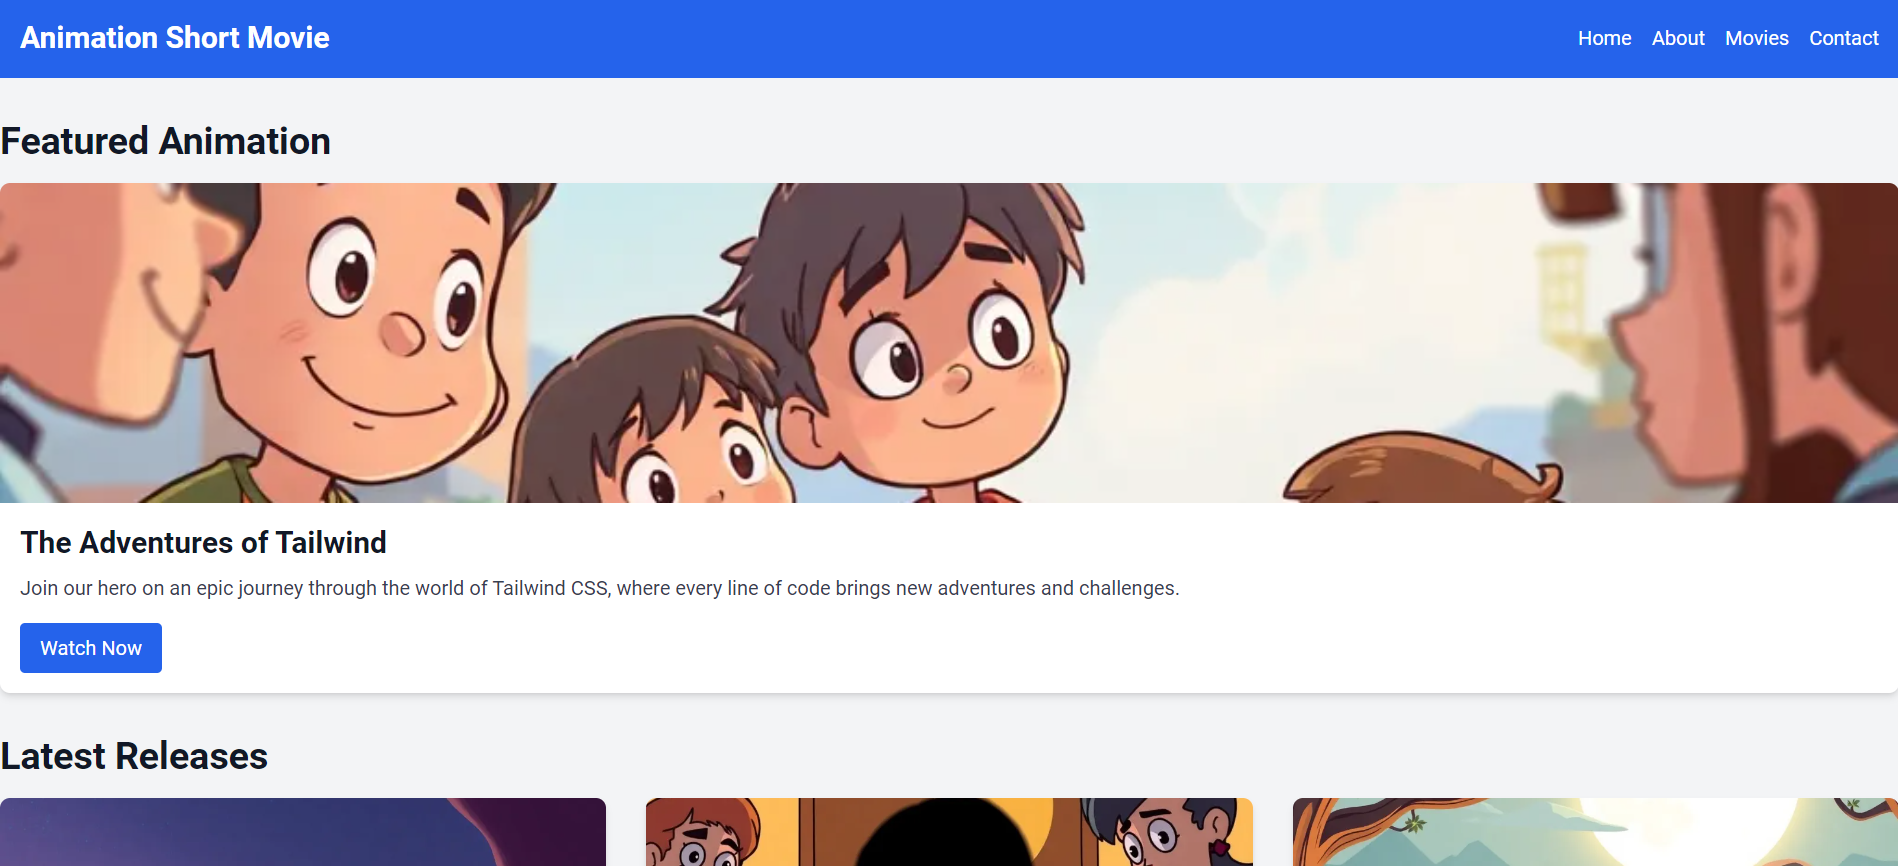 Animation Short Movie
Home About Movies Contact
Featured Animation
The Adventures of Tailwind
Join our hero on an epic journey through the world of Tailwind CSS, where every line of code brings new adventures and challenges.
Watch Now
Latest Releases